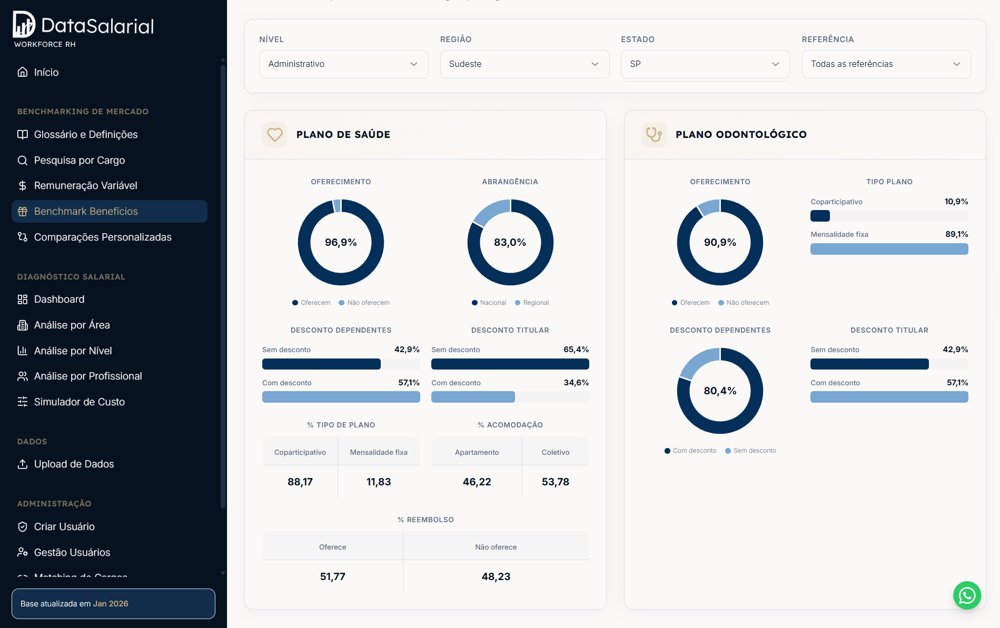 DataSalarial
WORKFORCE RH
Início
BENCHMARKING DE MERCADO
Glossário e Definições
Pesquisa por Cargo
Remuneração Variável
Benchmark Benefícios
Comparações Personalizadas
DIAGNÓSTICO SALARIAL
Dashboard
Análise por Área
Análise por Nível
Análise por Profissional
Simulador de Custo
DADOS
Upload de Dados
ADMINISTRAÇÃO
Criar Usuário
Gestão Usuários
Base atualizada em Jan 2026
NÍVEL REGIÃO ESTADO REFERÊNCIA
Administrativo Sudeste SP Todas as referências
PLANO DE SAÚDE
OFERECIMENTO ABRANGÊNCIA
96,9% 83,0%
Oferecem Não oferecem Nacional Regional
DESCONTO DEPENDENTES DESCONTO TITULAR
Sem desconto 42,9% Sem desconto 65,4%
Com desconto 57,1% Com desconto 34,6%
% TIPO DE PLANO % ACOMODAÇÃO
Coparticipativo Mensalidade fixa Apartamento Coletivo
88,17 11,83 46,22 53,78
% REEMBOLSO
Oferece Não oferece
51,77 48,23
PLANO ODONTOLÓGICO
OFERECIMENTO TIPO PLANO
Coparticipativo 10,9%
Mensalidade fixa 89,1%
90,9%
Oferecem Não oferecem
DESCONTO DEPENDENTES DESCONTO TITULAR
Sem desconto 42,9%
Com desconto 57,1%
80,4%
Com desconto Sem desconto